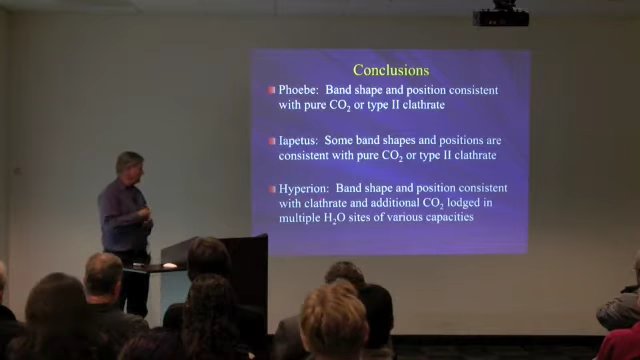 Conclusions
Phoebe: Band shape and position consistent
with pure CO₂ or type II clathrate
Iapetus: Some band shapes and positions are
consistent with pure CO₂ or type II clathrate
Hyperion: Band shape and position consistent
with clathrate and additional CO₂ lodged in
multiple H₂O sites of various capacities